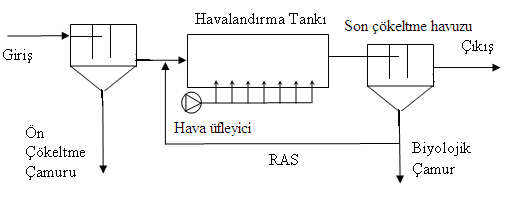 Havalandırma Tankı
Son çökeltme havuzu
Giriş
Çıkış
Hava üfleyici
Ön
Çökeltme
Çamuru
RAS
Biyolojik
Çamur